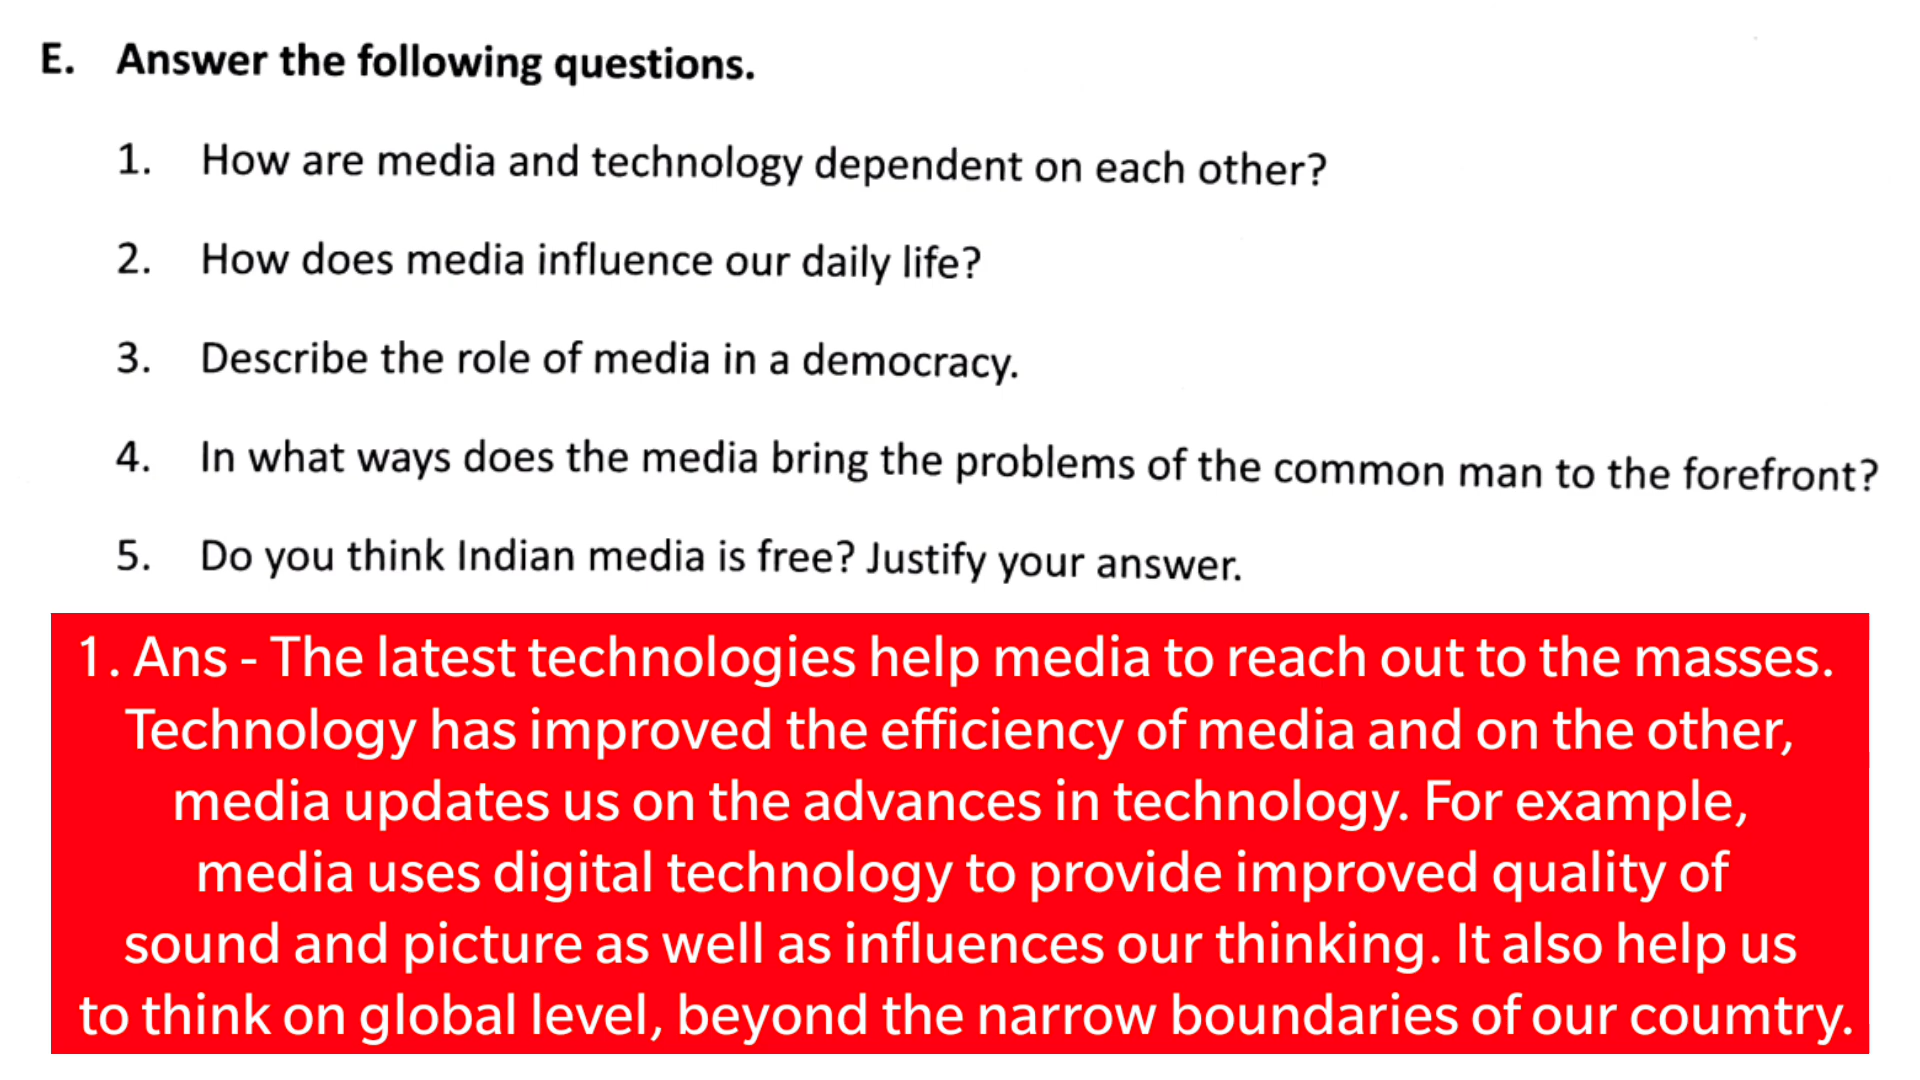 E. Answer the following questions.
1. How are media and technology dependent on each other?
2. How does media influence our daily life?
3. Describe the role of media in a democracy.
4. In what ways does the media bring the problems of the common man to the forefront?
5. Do you think Indian media is free? Justify your answer.
1. Ans - The latest technologies help media to reach out to the masses.
Technology has improved the efficiency of media and on the other,
media updates us on the advances in technology. For example,
media uses digital technology to provide improved quality of
sound and picture as well as influences our thinking. It also help us
to think on global level, beyond the narrow boundaries of our coumtry.